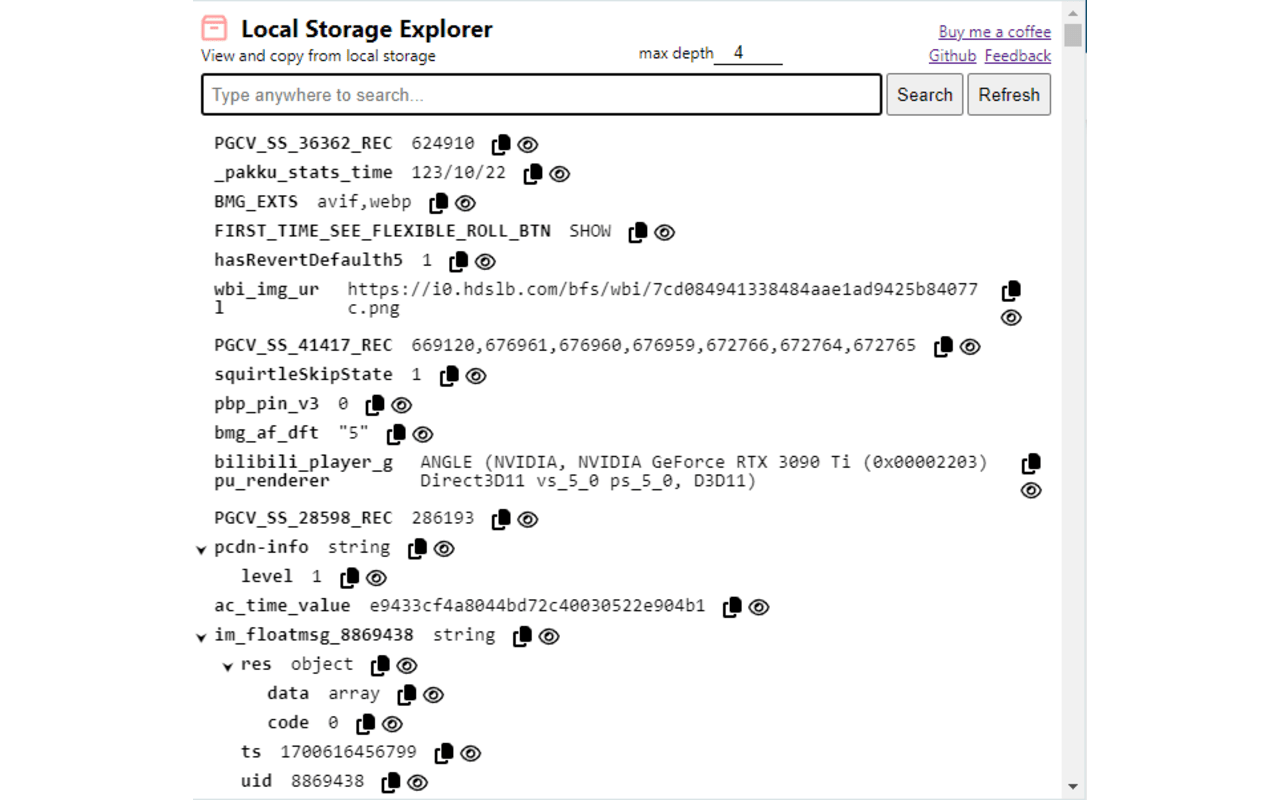 Local Storage Explorer
Buy me a coffee
View and copy from local storage
max depth 4
Github Feedback
Type anywhere to search...
Search
Refresh
PGCV_SS_36362_REC 624910
_pakku_stats_time 123/10/22
BMG_EXTS avif,webp
FIRST_TIME_SEE_FLEXIBLE_ROLL_BTN SHOW
hasRevertDefaulth5 1
wbi_img_ur https://i0.hdslb.com/bfs/wbi/7cd084941338484aae1ad9425b84077
l c.png
PGCV_SS_41417_REC 669120,676961,676960,676959,672766,672764,672765
squirtleSkipState 1
pbp_pin_v3 0
bmg_af_dft "5"
bilibili_player_g ANGLE (NVIDIA, NVIDIA GeForce RTX 3090 Ti (0x00002203)
pu_renderer Direct3D11 vs_5_0 ps_5_0, D3D11)
PGCV_SS_28598_REC 286193
pcdn-info string
level 1
ac_time_value e9433cf4a8044bd72c40030522e904b1
im_floatmsg_8869438 string
res object
data array
code 0
ts 1700616456799
uid 8869438